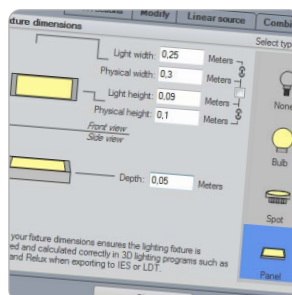 Modify
Linear source
Combi
ture dimensions
Select typ
Light width: 0,25 Meters
Physical width: 0,3 Meters
Light height: 0,09 Meters
Physical height: 0,1 Meters
Front view
Side view
Depth: 0,05 Meters
None
Bulb
Spot
Panel
your fixture dimensions ensures the lighting fixture is
ed and calculated correctly in 3D lighting programs such as
and Relux when exporting to IES or LDT.